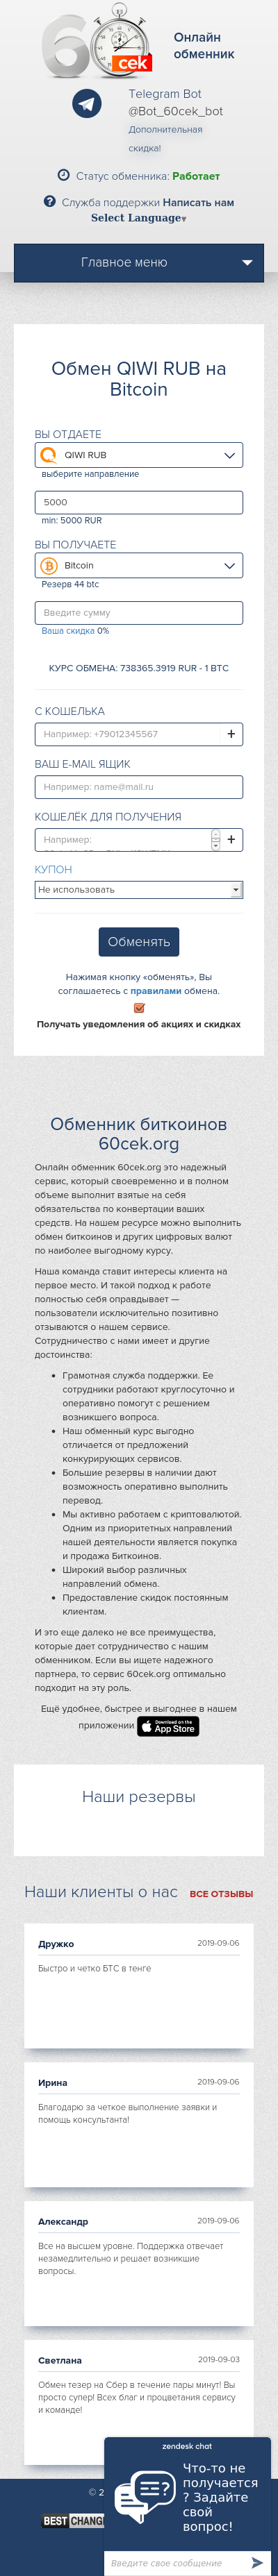 60
сек
Онлайн
обменник
Telegram Bot
@Bot_60cek_bot
Дополнительная
скидка!
Статус обменника: Работает
Служба поддержки Написать нам
Select Language▼
Главное меню
Обмен QIWI RUB на
Bitcoin
ВЫ ОТДАЕТЕ
QIWI RUB
выберите направление
5000
min: 5000 RUR
ВЫ ПОЛУЧАЕТЕ
Bitcoin
Резерв 44 btc
Введите сумму
Ваша скидка 0%
КУРС ОБМЕНА: 738365.3919 RUR - 1 BTC
С КОШЕЛЬКА
Например: +79012345567
+
ВАШ E-MAIL ЯЩИК
Например: name@mail.ru
КОШЕЛЁК ДЛЯ ПОЛУЧЕНИЯ
Например:
+
КУПОН
Не использовать
Обменять
Нажимая кнопку «обменять», Вы
соглашаетесь с правилами обмена.
Получать уведомления об акциях и скидках
Обменник биткоинов
60cek.org
Онлайн обменник 60cek.org это надежный
сервис, который своевременно и в полном
объеме выполнит взятые на себя
обязательства по конвертации ваших
средств. На нашем ресурсе можно выполнить
обмен биткоинов и других цифровых валют
по наиболее выгодному курсу.
Наша команда ставит интересы клиента на
первое место. И такой подход к работе
полностью себя оправдывает —
пользователи исключительно позитивно
отзываются о нашем сервисе.
Сотрудничество с нами имеет и другие
достоинства:
Грамотная служба поддержки. Ее
сотрудники работают круглосуточно и
оперативно помогут с решением
возникшего вопроса.
Наш обменный курс выгодно
отличается от предложений
конкурирующих сервисов.
Большие резервы в наличии дают
возможность оперативно выполнить
перевод.
Мы активно работаем с криптовалютой.
Одним из приоритетных направлений
нашей деятельности является покупка
и продажа Биткоинов.
Широкий выбор различных
направлений обмена.
Предоставление скидок постоянным
клиентам.
И это еще далеко не все преимущества,
которые дает сотрудничество с нашим
обменником. Если вы ищете надежного
партнера, то сервис 60cek.org оптимально
подходит на эту роль.
Ещё удобнее, быстрее и выгоднее в нашем
приложении Download on the App Store
Наши резервы
Наши клиенты о нас ВСЕ ОТЗЫВЫ
Дружко 2019-09-06
Быстро и четко БТС в тенге
Ирина 2019-09-06
Благодарю за четкое выполнение заявки и
помощь консультанта!
Александр 2019-09-06
Все на высшем уровне. Поддержка отвечает
незамедлительно и решает возникшие
вопросы.
Светлана 2019-09-03
Обмен тезер на Сбер в течение пары минут! Вы
просто супер! Всех благ и процветания сервису
и команде!
© 2
BEST CHANGE
zendesk chat
Что-то не
получается
? Задайте
свой
вопрос!
Введите свое сообщение